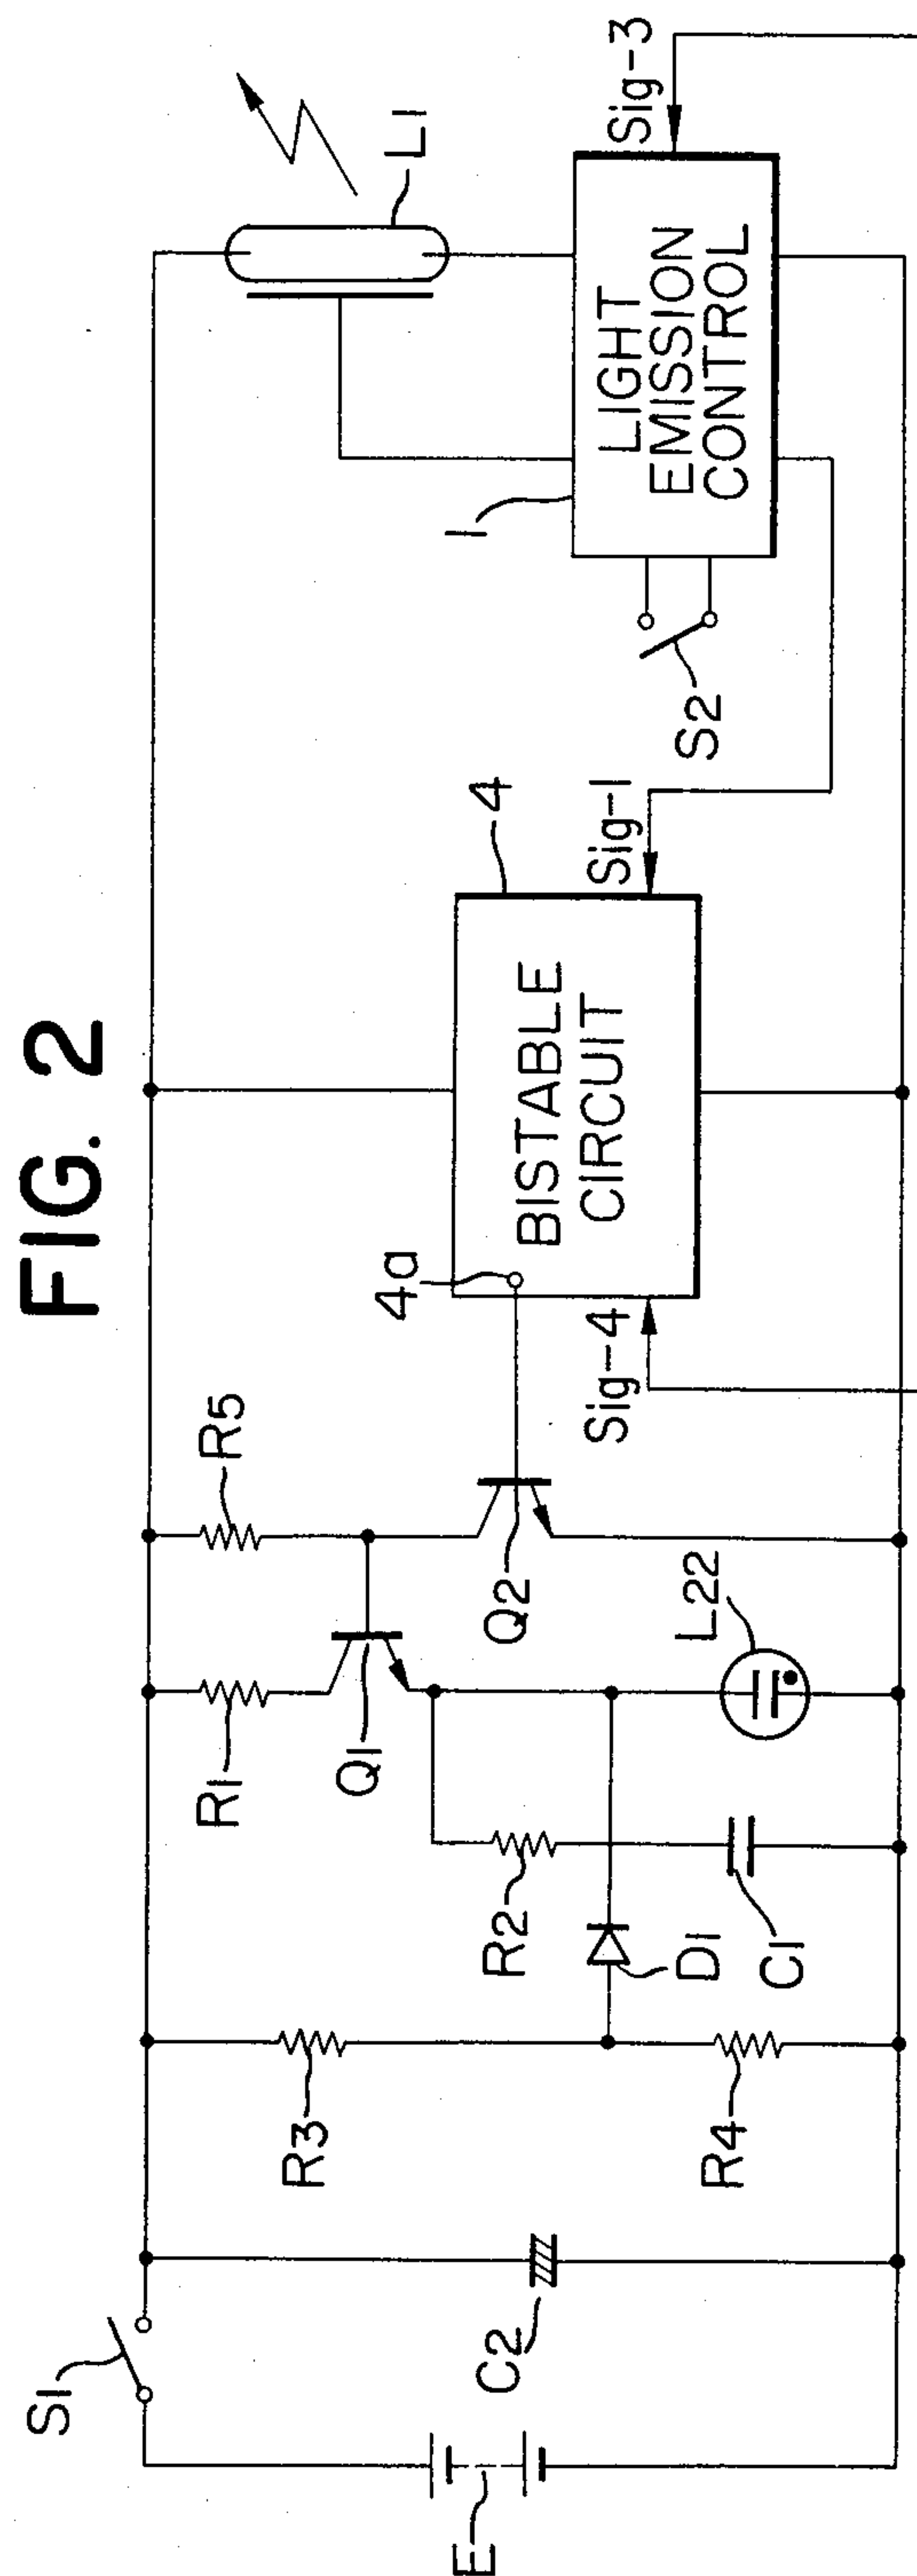 FIG. 2
S1
E
C2
R3
R4
R1
Q1
R2
D1
C1
L22
R5
Q2
4a
Sig-4
BISTABLE
CIRCUIT
4
Sig-1
S2
1
LIGHT
EMISSION
CONTROL
L1
Sig-3